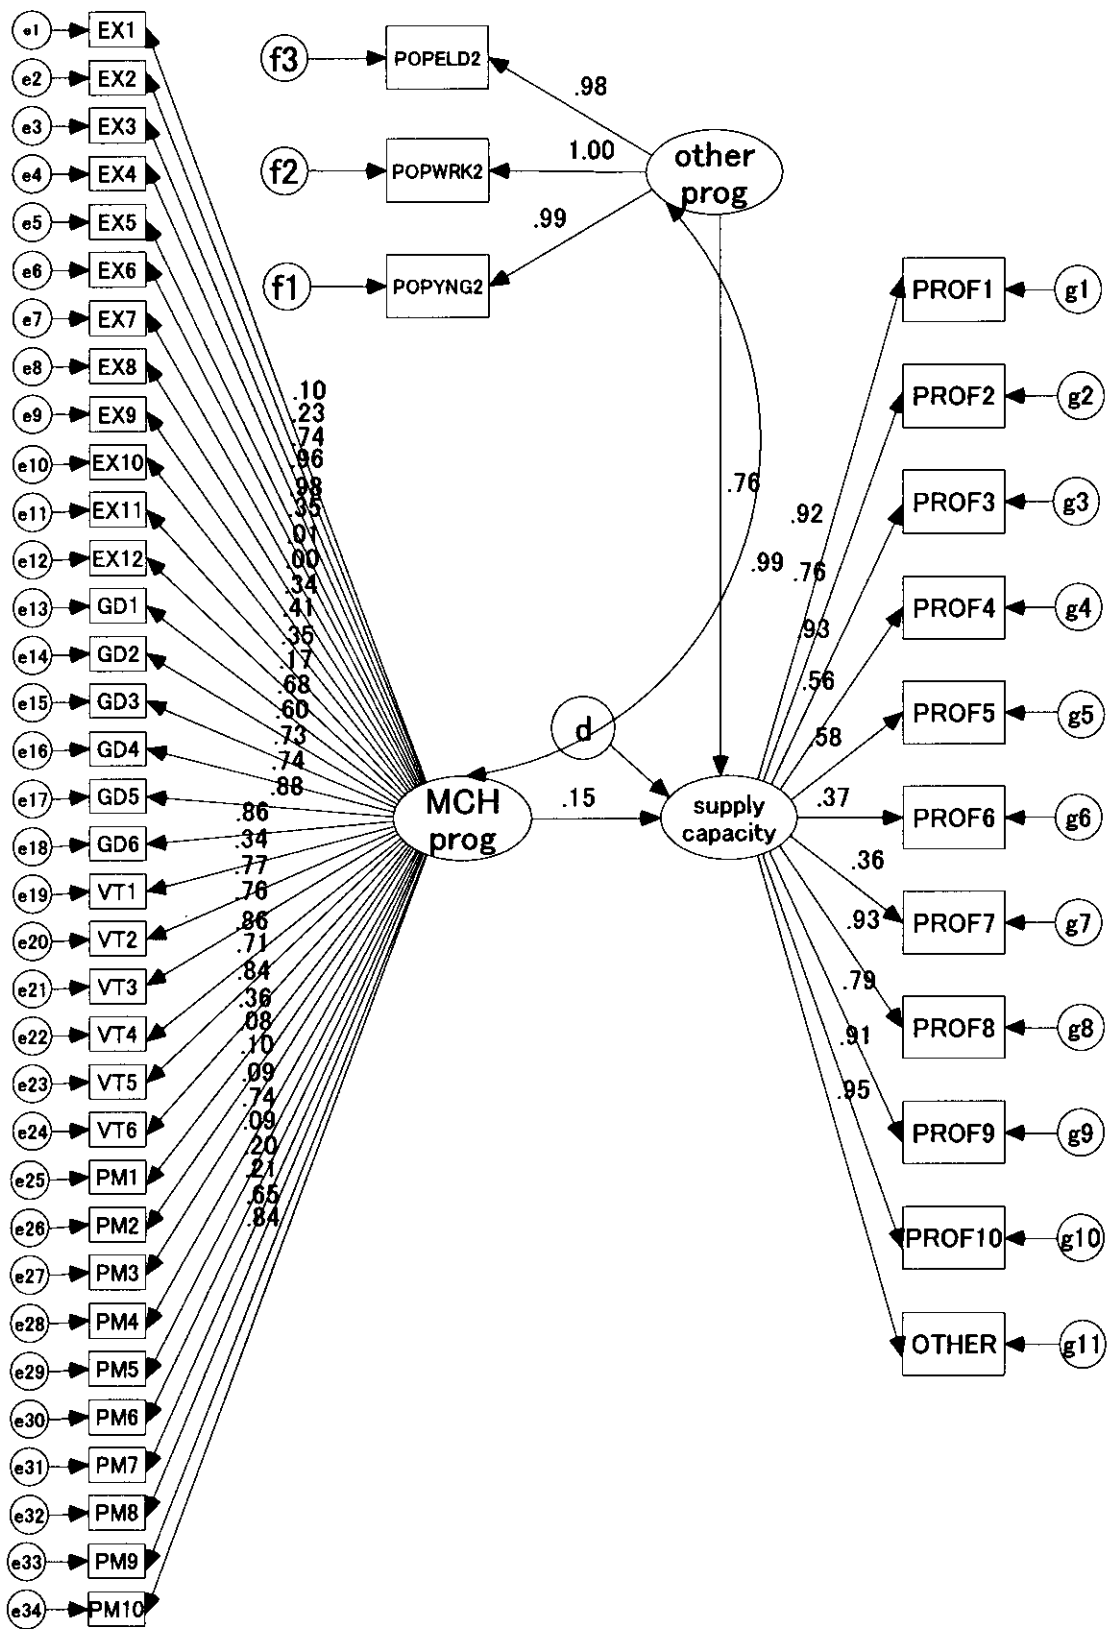 e1
EX1
e2
EX2
e3
EX3
e4
EX4
e5
EX5
e6
EX6
e7
EX7
e8
EX8
e9
EX9
e10
EX10
e11
EX11
e12
EX12
e13
GD1
e14
GD2
e15
GD3
e16
GD4
e17
GD5
e18
GD6
e19
VT1
e20
VT2
e21
VT3
e22
VT4
e23
VT5
e24
VT6
e25
PM1
e26
PM2
e27
PM3
e28
PM4
e29
PM5
e30
PM6
e31
PM7
e32
PM8
e33
PM9
e34
PM10
.10
.23
.74
.96
.98
.35
.01
.00
.34
.41
.35
.17
.68
.60
.73
.74
.88
.86
.34
.77
.76
.86
.71
.84
.36
.08
.10
.09
.74
.09
.20
.21
.65
.84
f3
POPELD2
.98
f2
POPWRK2
1.00
f1
POPYNG2
.99
other
prog
.76
.99
d
MCH
prog
.15
supply
capacity
.92
.76
.93
.56
.58
.37
.36
.93
.79
.91
.95
PROF1
g1
PROF2
g2
PROF3
g3
PROF4
g4
PROF5
g5
PROF6
g6
PROF7
g7
PROF8
g8
PROF9
g9
PROF10
g10
OTHER
g11